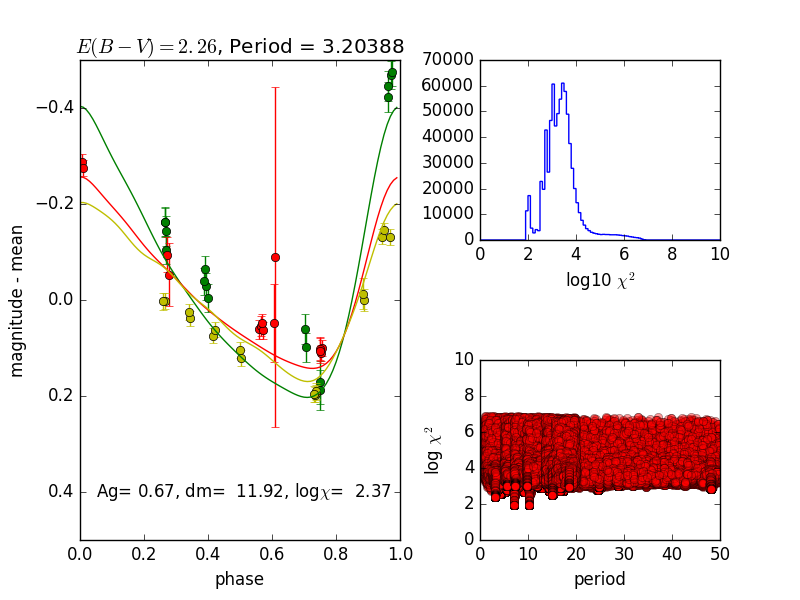 E(B − V) = 2.26, Period = 3.20388
−0.4
−0.2
0.0
0.2
0.4
magnitude - mean
Ag= 0.67, dm= 11.92, logχ= 2.37
0.0 0.2 0.4 0.6 0.8 1.0
phase
70000
60000
50000
40000
30000
20000
10000
0
0 2 4 6 8 10
log10 χ²
10
8
6
4
2
0
log χ²
0 10 20 30 40 50
period